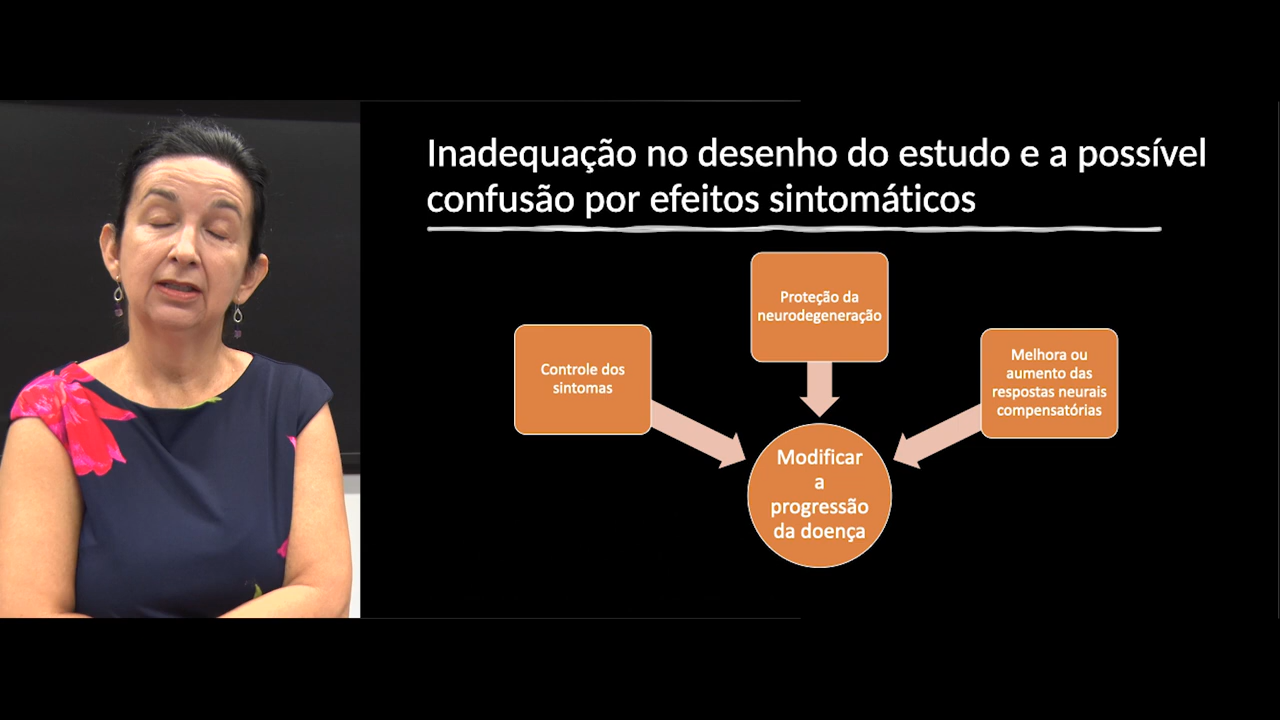 Inadequação no desenho do estudo e a possível
confusão por efeitos sintomáticos
Controle dos
sintomas
Proteção da
neurodegeneração
Melhora ou
aumento das
respostas neurais
compensatórias
Modificar
a
progressão
da doença